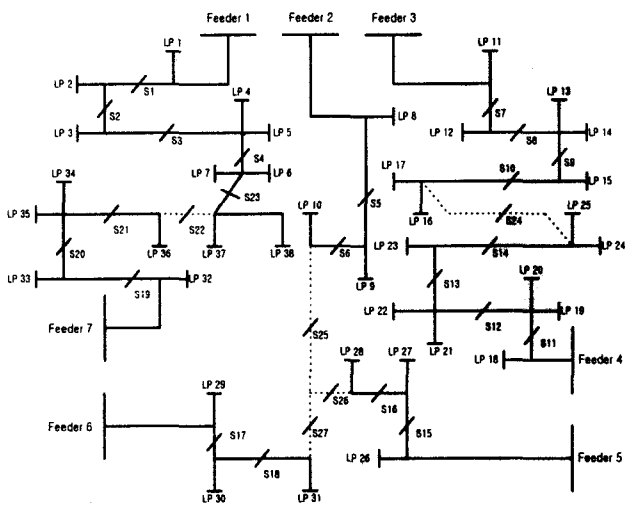 Feeder 1
Feeder 2
Feeder 3
LP 1
LP 11
LP 2
S1
LP 4
LP 13
S2
S7
LP 8
LP 3
S3
LP 5
LP 12
S8
LP 14
S4
LP 17
S9
LP 34
LP 7
LP 6
S10
LP 15
S23
LP 10
S5
LP 16
LP 25
LP 35
S21
S22
S24
LP 36
LP 37
LP 38
S6
LP 23
S14
LP 24
S20
LP 9
S13
LP 20
LP 33
S19
LP 32
LP 22
S12
LP 19
Feeder 7
S25
LP 21
S11
LP 28
LP 27
LP 18
Feeder 4
LP 29
S26
S16
Feeder 6
S17
S27
S15
S18
LP 26
Feeder 5
LP 30
LP 31